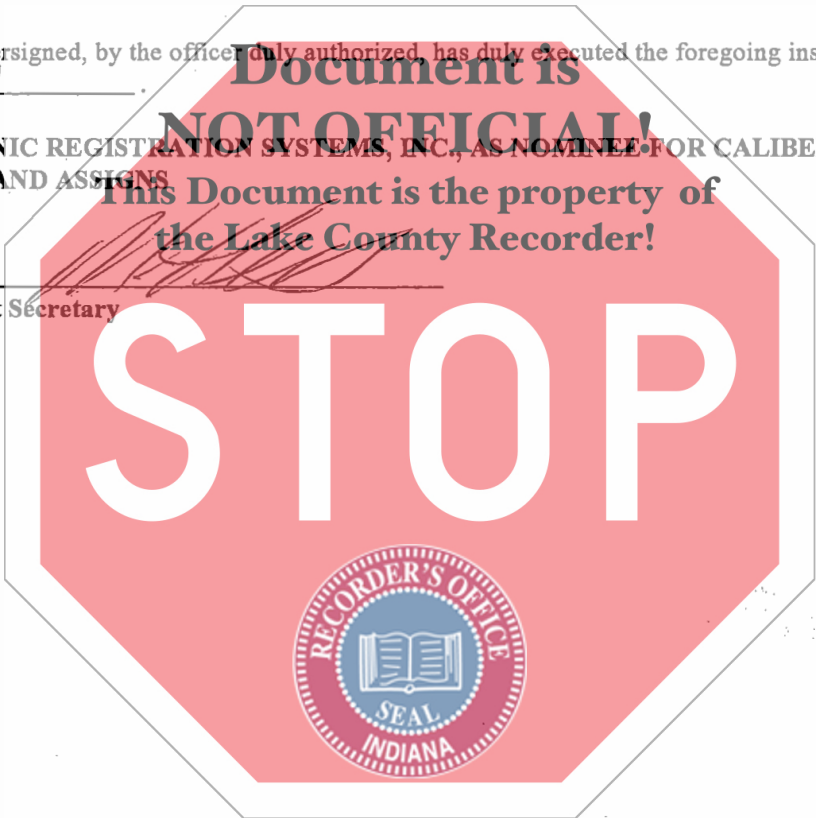 rsigned, by the officer duly authorized, has duly executed the foregoing ins
Document is
NOT OFFICIAL!
NIC REGISTRATION SYSTEMS, INC., AS NOMINEE FOR CALIBE
AND ASSIGNS
This Document is the property of
the Lake County Recorder!
t Secretary
STOP
RECORDER'S OFFICE
SEAL
INDIANA